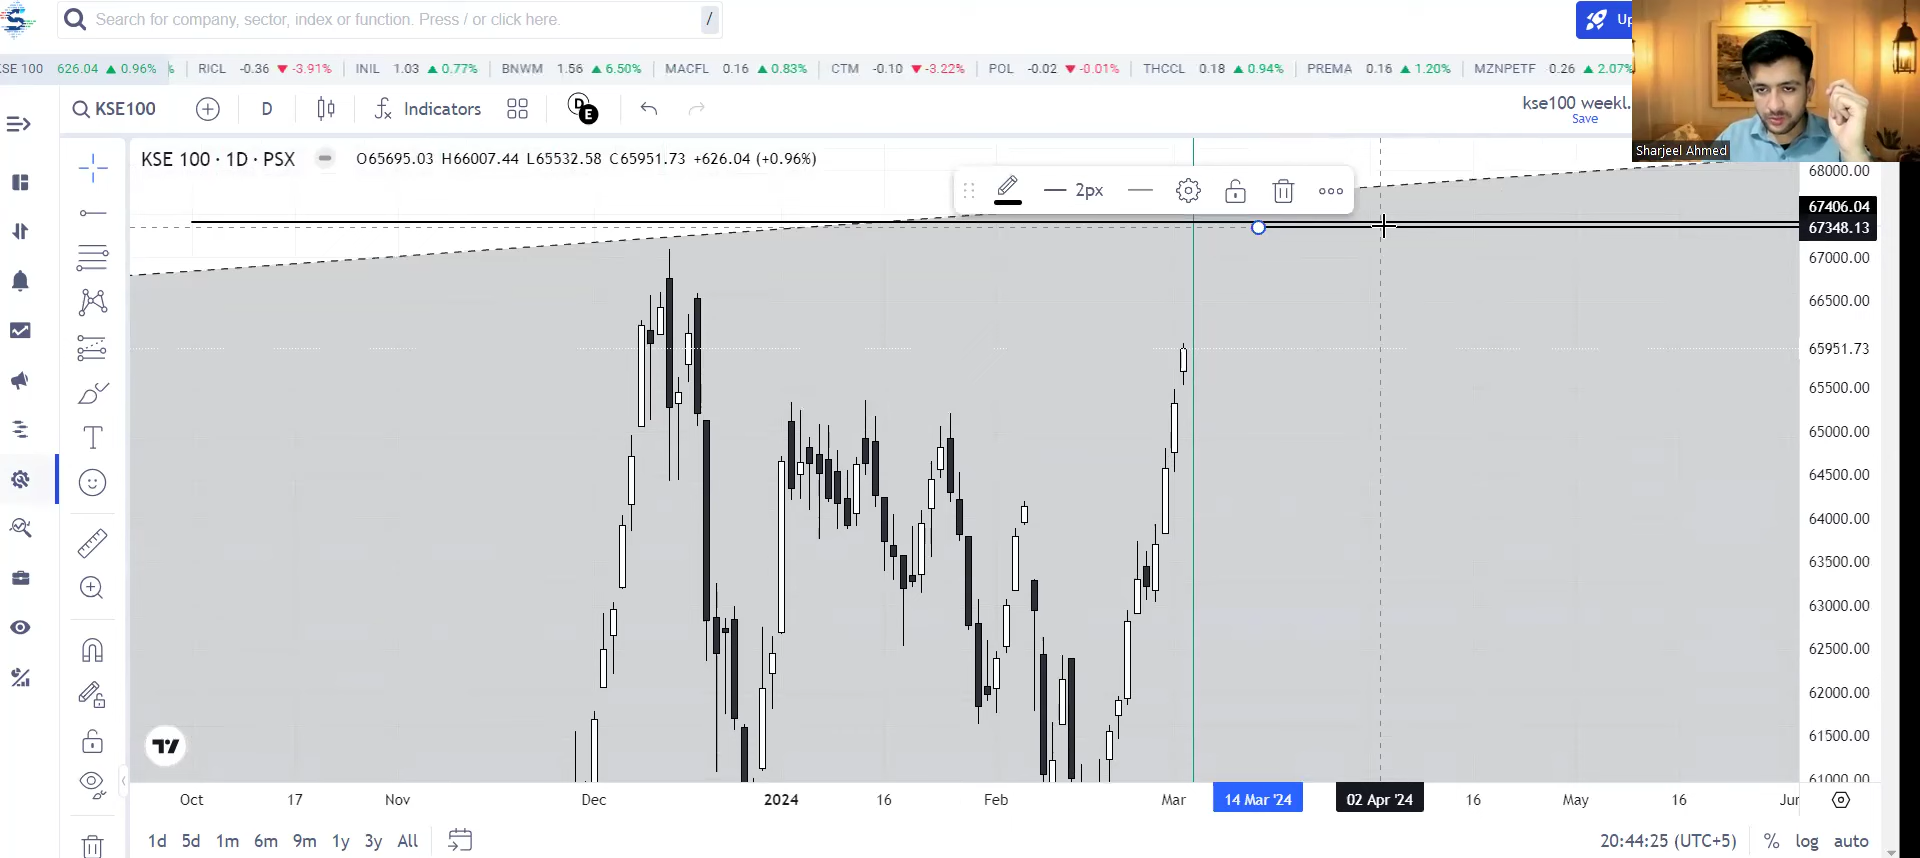 Search for company, sector, index or function. Press / or click here.
/
Up
SE 100 626.04 ▲ 0.96% % RICL -0.36 ▼ -3.91% INIL 1.03 ▲ 0.77% BNWM 1.56 ▲ 6.50% MACFL 0.16 ▲ 0.83% CTM -0.10 ▼ -3.22% POL -0.02 ▼ -0.01% THCCL 0.18 ▲ 0.94% PREMA 0.16 ▲ 1.20% MZNPETF 0.26 ▲ 2.07%
KSE100 D Indicators D E
kse100 weekl.
Save
Sharjeel Ahmed
KSE 100 · 1D · PSX O65695.03 H66007.44 L65532.58 C65951.73 +626.04 (+0.96%)
2px
68000.00
67406.04
67348.13
67000.00
66500.00
65951.73
65500.00
65000.00
64500.00
64000.00
63500.00
63000.00
62500.00
62000.00
61500.00
61000.00
Oct 17 Nov Dec 2024 16 Feb Mar 14 Mar '24 02 Apr '24 16 May 16 Jun
1d 5d 1m 6m 9m 1y 3y All 20:44:25 (UTC+5) % log auto